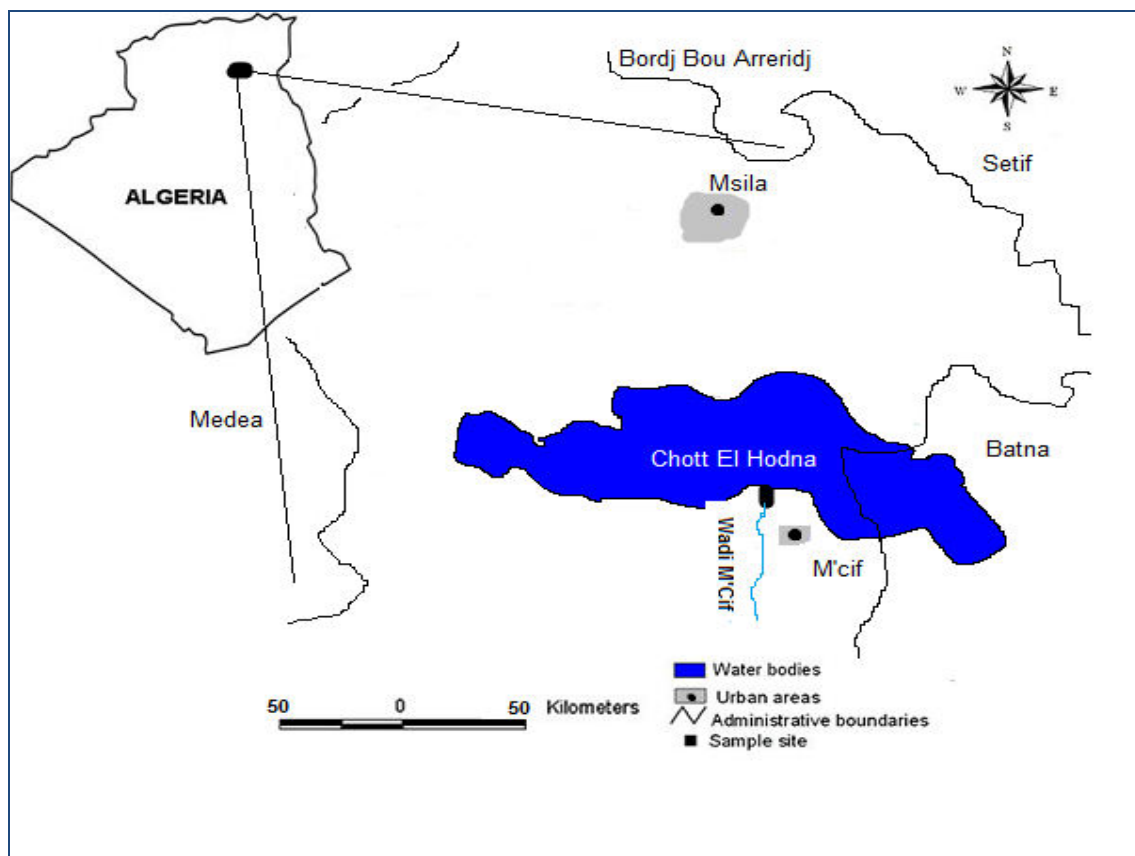 Bordj Bou Arreridj
N
W E
S
Setif
Msila
ALGERIA
Medea
Chott El Hodna
Batna
Wadi M'Cif
M'cif
Water bodies
Urban areas
Administrative boundaries
Sample site
50 0 50 Kilometers